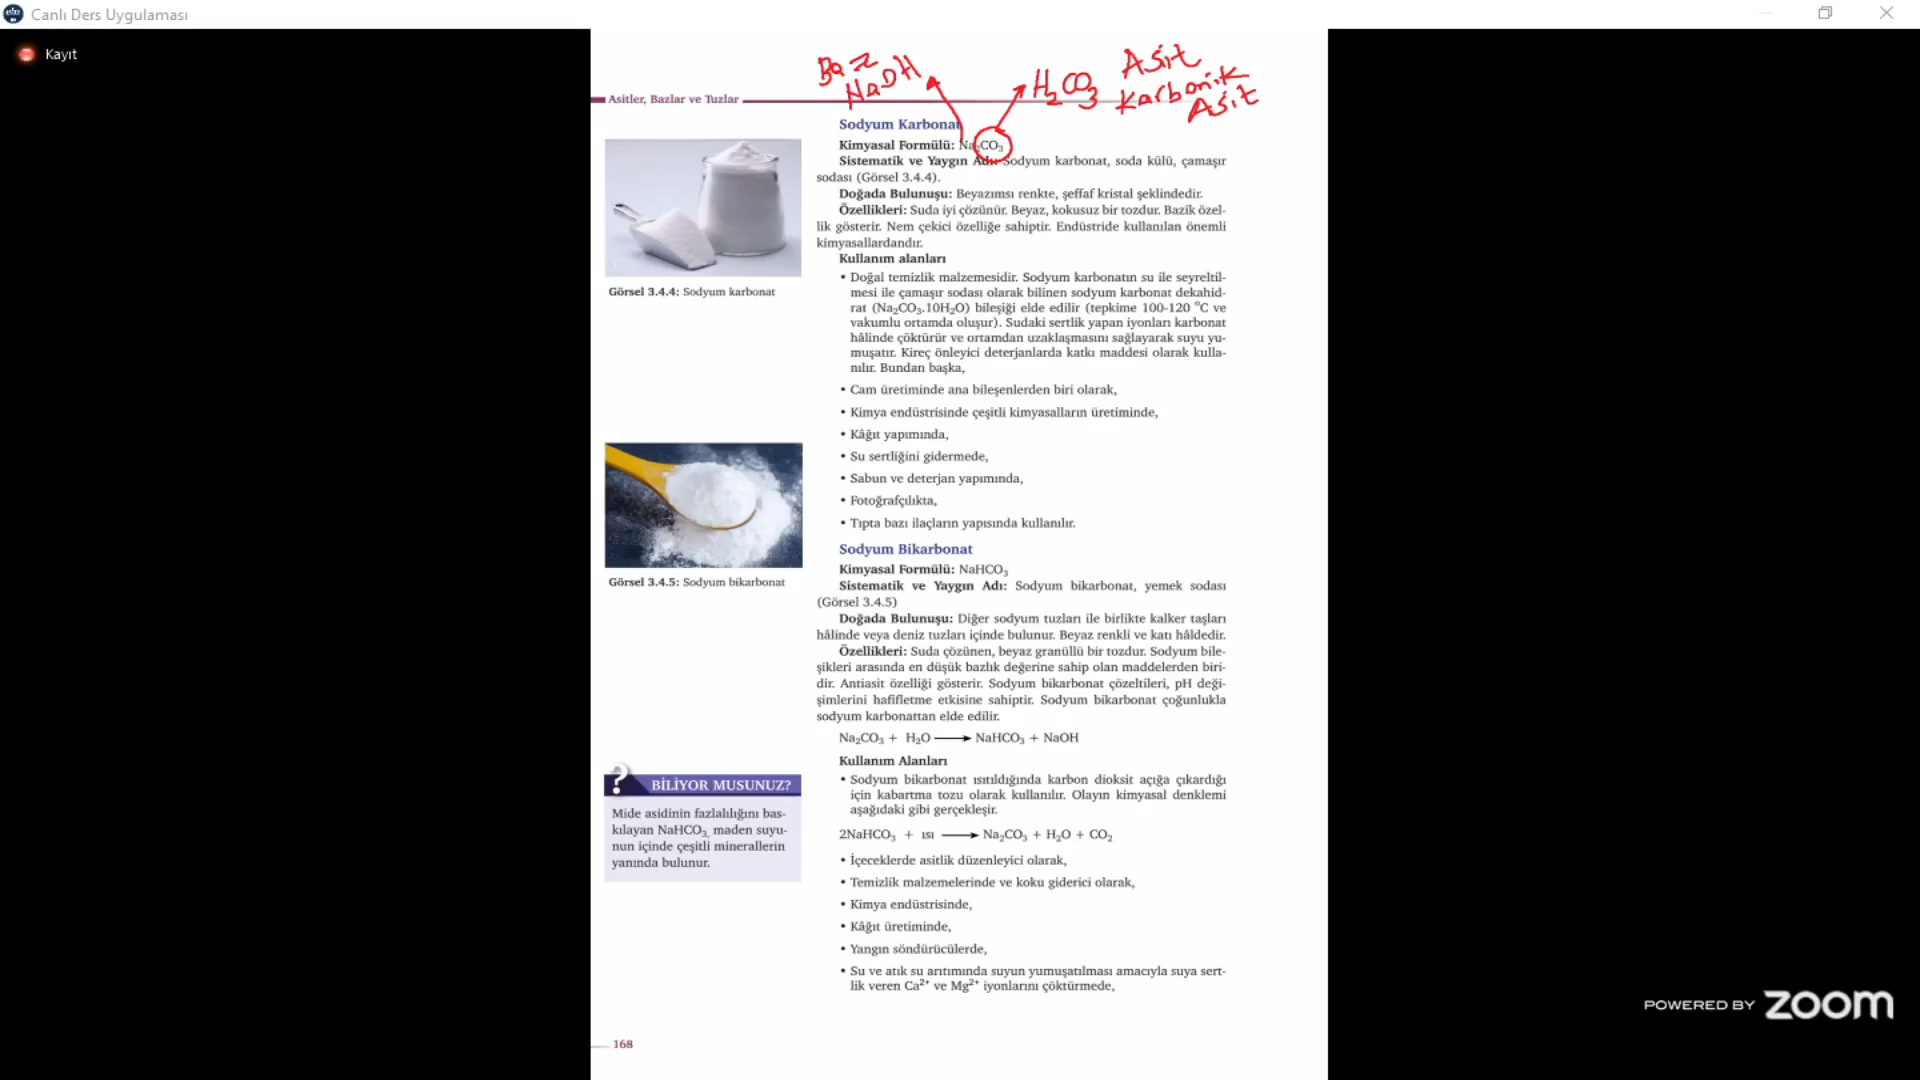 Canlı Ders Uygulaması
Kayıt
Baz
NaOH
H₂CO₃
Asit
Karbonik
Asit
Asitler, Bazlar ve Tuzlar
Sodyum Karbonat
Kimyasal Formülü: Na₂CO₃
Sistematik ve Yaygın Adı: Sodyum karbonat, soda külü, çamaşır
sodası (Görsel 3.4.4).
Doğada Bulunuşu: Beyazımsı renkte, şeffaf kristal şeklindedir.
Özellikleri: Suda iyi çözünür. Beyaz, kokusuz bir tozdur. Bazik özel-
lik gösterir. Nem çekici özelliğe sahiptir. Endüstride kullanılan önemli
kimyasallardandır.
Kullanım alanları
• Doğal temizlik malzemesidir. Sodyum karbonatın su ile seyreltil-
mesi ile çamaşır sodası olarak bilinen sodyum karbonat dekahid-
rat (Na₂CO₃.10H₂O) bileşiği elde edilir (tepkime 100-120 °C ve
vakumlu ortamda oluşur). Sudaki sertlik yapan iyonları karbonat
hâlinde çöktürür ve ortamdan uzaklaşmasını sağlayarak suyu yu-
muşatır. Kireç önleyici deterjanlarda katkı maddesi olarak kulla-
nılır. Bundan başka,
• Cam üretiminde ana bileşenlerden biri olarak,
• Kimya endüstrisinde çeşitli kimyasalların üretiminde,
• Kâğıt yapımında,
• Su sertliğini gidermede,
• Sabun ve deterjan yapımında,
• Fotoğrafçılıkta,
• Tıpta bazı ilaçların yapısında kullanılır.
Görsel 3.4.4: Sodyum karbonat
Sodyum Bikarbonat
Kimyasal Formülü: NaHCO₃
Sistematik ve Yaygın Adı: Sodyum bikarbonat, yemek sodası
(Görsel 3.4.5)
Doğada Bulunuşu: Diğer sodyum tuzları ile birlikte kalker taşları
hâlinde veya deniz tuzları içinde bulunur. Beyaz renkli ve katı hâldedir.
Özellikleri: Suda çözünen, beyaz granüllü bir tozdur. Sodyum bile-
şikleri arasında en düşük bazlık değerine sahip olan maddelerden biri-
dir. Antiasit özelliği gösterir. Sodyum bikarbonat çözeltileri, pH deği-
şimlerini hafifletme etkisine sahiptir. Sodyum bikarbonat çoğunlukla
sodyum karbonattan elde edilir.
Na₂CO₃ + H₂O ⟶ NaHCO₃ + NaOH
Kullanım Alanları
• Sodyum bikarbonat ısıtıldığında karbon dioksit açığa çıkardığı
için kabartma tozu olarak kullanılır. Olayın kimyasal denklemi
aşağıdaki gibi gerçekleşir.
2NaHCO₃ + ısı ⟶ Na₂CO₃ + H₂O + CO₂
• İçeceklerde asitlik düzenleyici olarak,
• Temizlik malzemelerinde ve koku giderici olarak,
• Kimya endüstrisinde,
• Kâğıt üretiminde,
• Yangın söndürücülerde,
• Su ve atık su arıtımında suyun yumuşatılması amacıyla suya sert-
lik veren Ca²⁺ ve Mg²⁺ iyonlarını çöktürmede,
Görsel 3.4.5: Sodyum bikarbonat
? BİLİYOR MUSUNUZ?
Mide asidinin fazlalılığını bas-
kılayan NaHCO₃, maden suyu-
nun içinde çeşitli minerallerin
yanında bulunur.
168
POWERED BY zoom